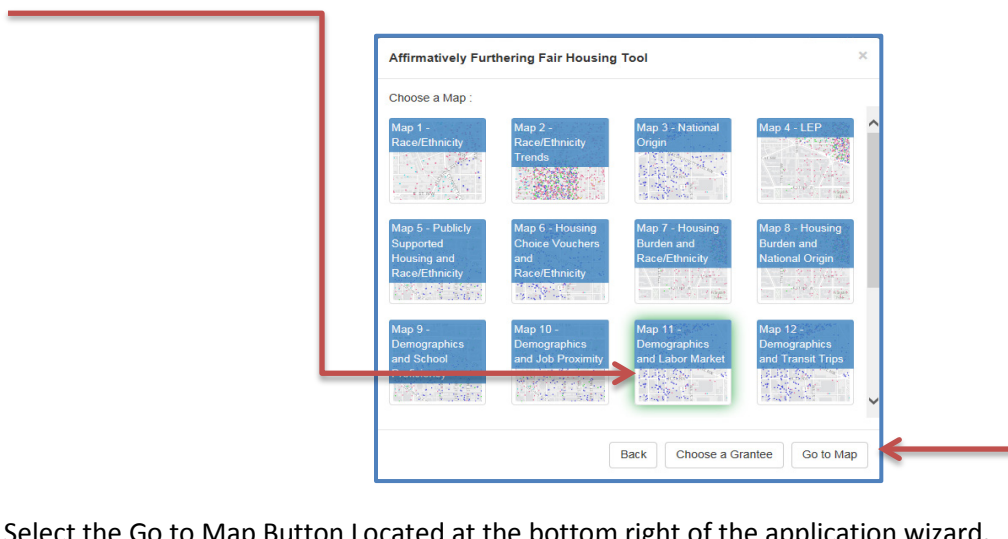 Affirmatively Furthering Fair Housing Tool ×
Choose a Map :
Map 1 -
Race/Ethnicity
Map 2 -
Race/Ethnicity
Trends
Map 3 - National
Origin
Map 4 - LEP
Map 5 - Publicly
Supported
Housing and
Race/Ethnicity
Map 6 - Housing
Choice Vouchers
and
Race/Ethnicity
Map 7 - Housing
Burden and
Race/Ethnicity
Map 8 - Housing
Burden and
National Origin
Map 9 -
Demographics
and School
Map 10 -
Demographics
and Job Proximity
Map 11 -
Demographics
and Labor Market
Map 12 -
Demographics
and Transit Trips
Back Choose a Grantee Go to Map
Select the Go to Map Button Located at the bottom right of the application wizard.